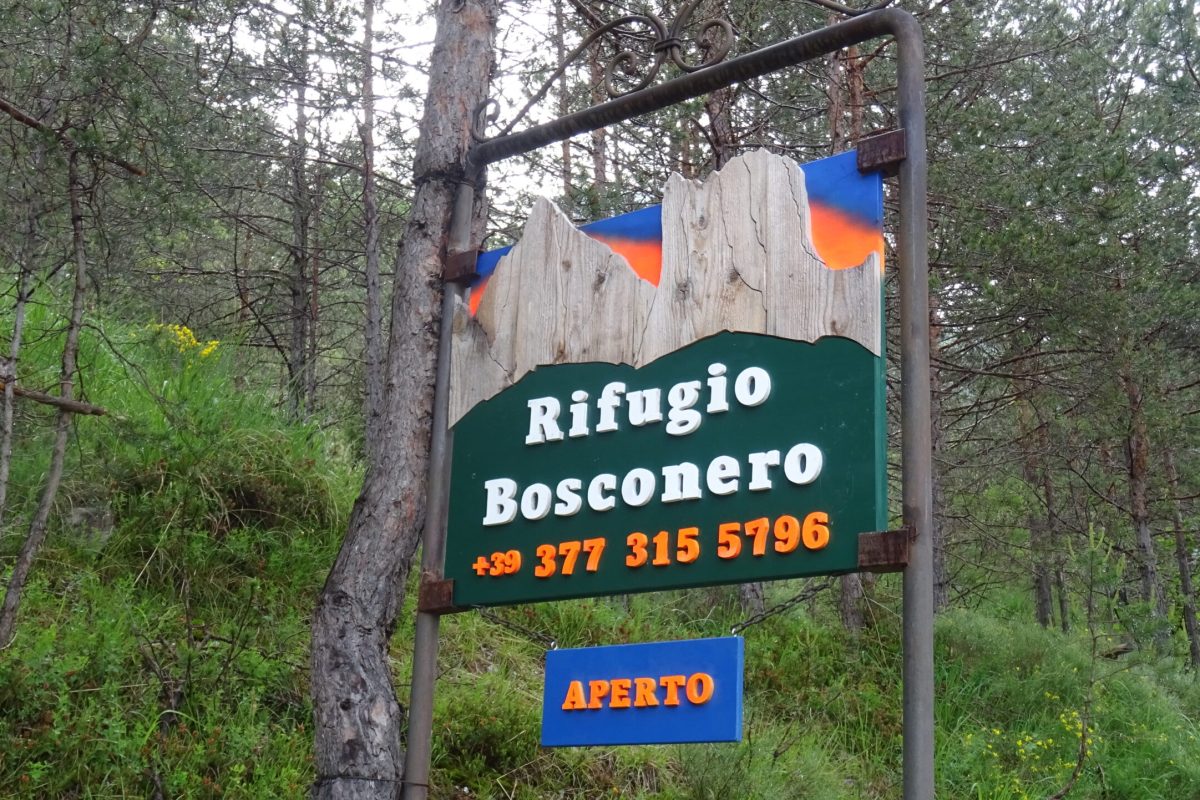 Rifugio
Bosconero
+39 377 315 5796
APERTO